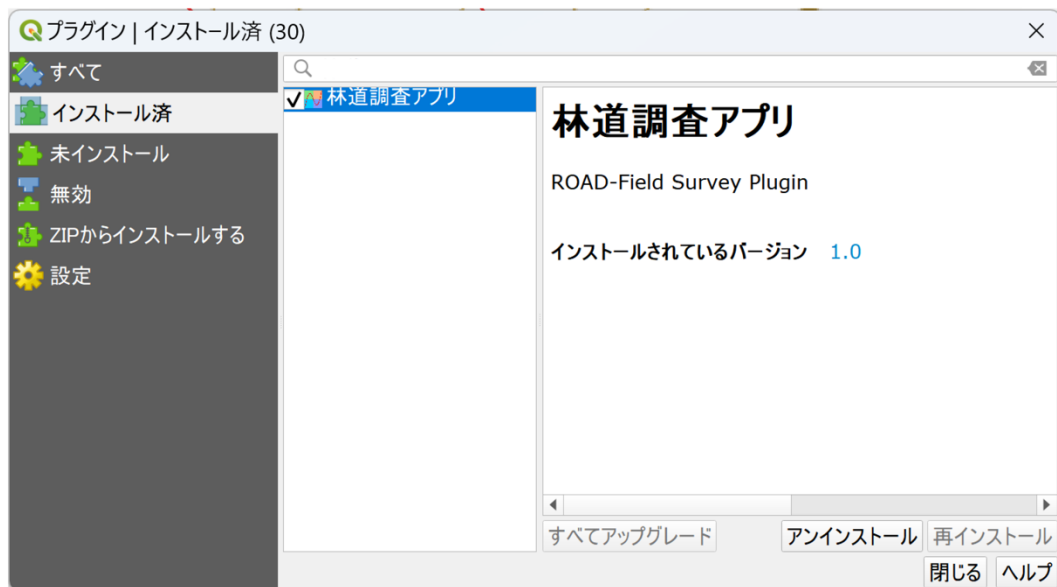 プラグイン | インストール済 (30)
すべて
インストール済
未インストール
無効
ZIPからインストールする
設定
林道調査アプリ
林道調査アプリ
ROAD-Field Survey Plugin
インストールされているバージョン 1.0
すべてアップグレード
アンインストール
再インストール
閉じる
ヘルプ